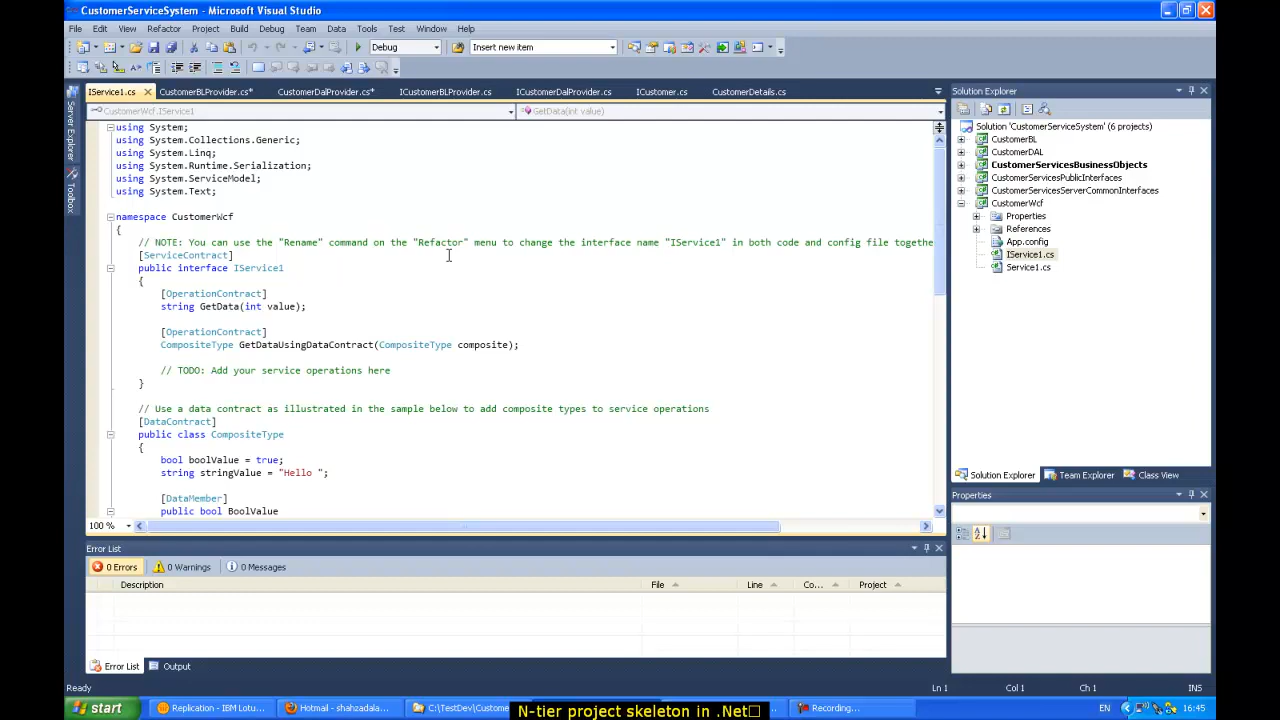 CustomerServiceSystem - Microsoft Visual Studio
File Edit View Refactor Project Build Debug Team Data Tools Test Window Help
Debug Insert new item
IService1.cs CustomerBLProvider.cs* CustomerDalProvider.cs* ICustomerBLProvider.cs ICustomerDalProvider.cs ICustomer.cs CustomerDetails.cs
CustomerWcf.IService1 GetData(int value)
Server Explorer
Toolbox
using System;
using System.Collections.Generic;
using System.Linq;
using System.Runtime.Serialization;
using System.ServiceModel;
using System.Text;
namespace CustomerWcf
{
// NOTE: You can use the "Rename" command on the "Refactor" menu to change the interface name "IService1" in both code and config file togethe
[ServiceContract]
public interface IService1
{
[OperationContract]
string GetData(int value);
[OperationContract]
CompositeType GetDataUsingDataContract(CompositeType composite);
// TODO: Add your service operations here
}
// Use a data contract as illustrated in the sample below to add composite types to service operations
[DataContract]
public class CompositeType
{
bool boolValue = true;
string stringValue = "Hello ";
[DataMember]
public bool BoolValue
100 %
Solution Explorer
Solution 'CustomerServiceSystem' (6 projects)
CustomerBL
CustomerDAL
CustomerServicesBusinessObjects
CustomerServicesPublicInterfaces
CustomerServicesServerCommonInterfaces
CustomerWcf
Properties
References
App.config
IService1.cs
Service1.cs
Solution Explorer Team Explorer Class View
Properties
Error List
0 Errors 0 Warnings 0 Messages
Description File Line Co... Project
Error List Output
Ready Ln 1 Col 1 Ch 1 INS
start Replication - IBM Lotu... Hotmail - shahzadala... C:\TestDev\Custome Recording... EN 16:45
N-tier project skeleton in .Net